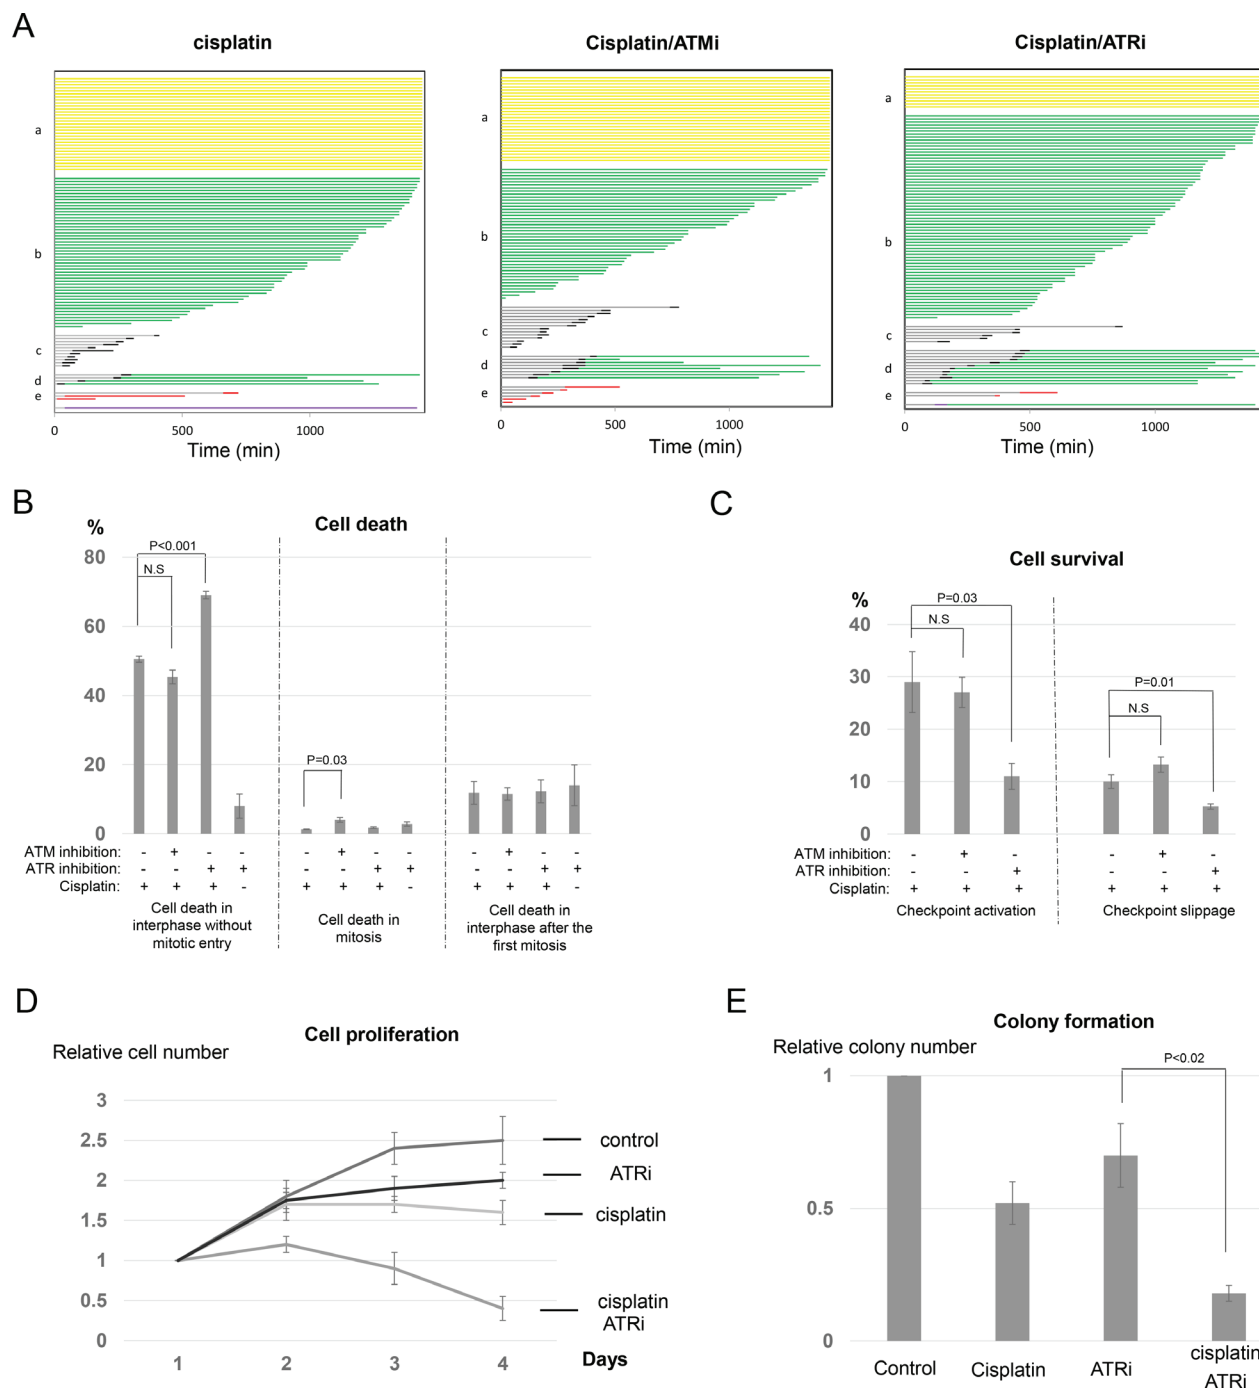 A
cisplatin
Cisplatin/ATMi
Cisplatin/ATRi
a
b
c
d
e
0
500
1000
Time (min)
a
b
c
d
e
0
500
1000
Time (min)
a
b
c
d
e
0
500
1000
Time (min)
B
Cell death
%
80
60
40
20
0
P<0.001
N.S
P=0.03
ATM inhibition: - + - - - + - - - + - -
ATR inhibition: - - + + - - + + - - + +
Cisplatin: + + + - + + + - + + + -
Cell death in
interphase without
mitotic entry
Cell death in
mitosis
Cell death in
interphase after the
first mitosis
C
Cell survival
%
40
30
20
10
0
P=0.03
N.S
P=0.01
N.S
ATM inhibition: - + - - + -
ATR inhibition: - - + - - +
Cisplatin: + + + + + +
Checkpoint activation
Checkpoint slippage
D
Cell proliferation
Relative cell number
3
2.5
2
1.5
1
0.5
0
1 2 3 4
Days
control
ATRi
cisplatin
cisplatin
ATRi
E
Colony formation
Relative colony number
P<0.02
1
0.5
0
Control
Cisplatin
ATRi
cisplatin
ATRi